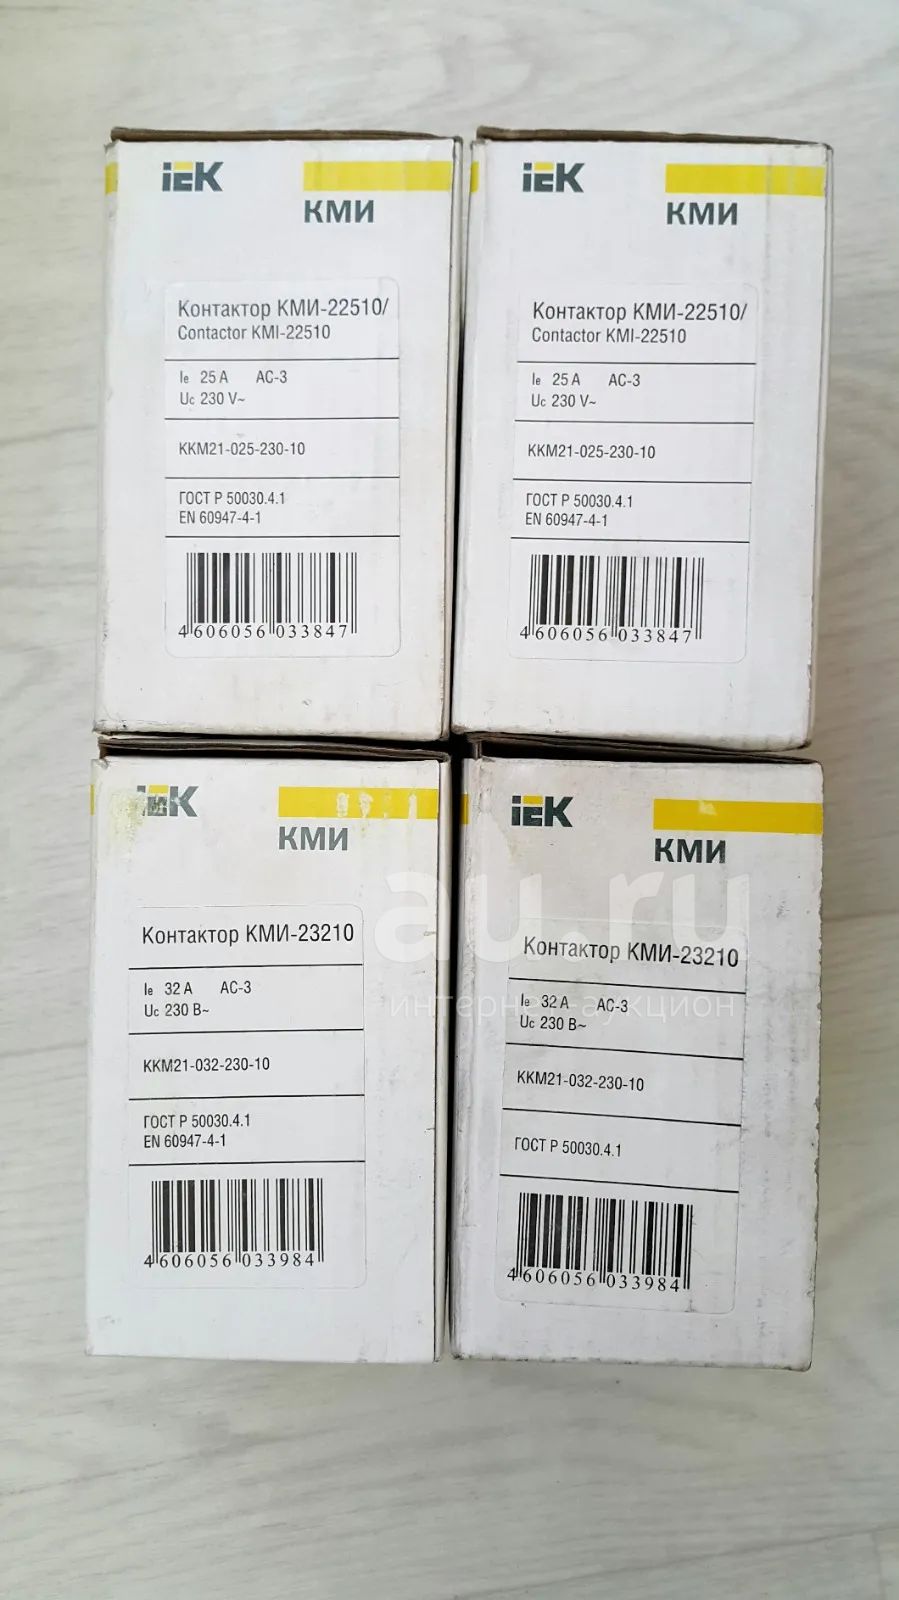 iEK
КМИ
Контактор КМИ-22510/
Contactor KMI-22510
Ie 25 A AC-3
Uc 230 V~
KKM21-025-230-10
ГОСТ Р 50030.4.1
EN 60947-4-1
4 606056 033847
iEK
КМИ
Контактор КМИ-22510/
Contactor KMI-22510
Ie 25 A AC-3
Uc 230 V~
KKM21-025-230-10
ГОСТ Р 50030.4.1
EN 60947-4-1
4 606056 033847
iEK
КМИ
Контактор КМИ-23210
Ie 32 A AC-3
Uc 230 В~
KKM21-032-230-10
ГОСТ Р 50030.4.1
EN 60947-4-1
4 606056 033984
iEK
КМИ
Контактор КМИ-23210
Ie 32 A AC-3
Uc 230 В~
KKM21-032-230-10
ГОСТ Р 50030.4.1
4 606056 033984
au.ru
интернет-аукцион